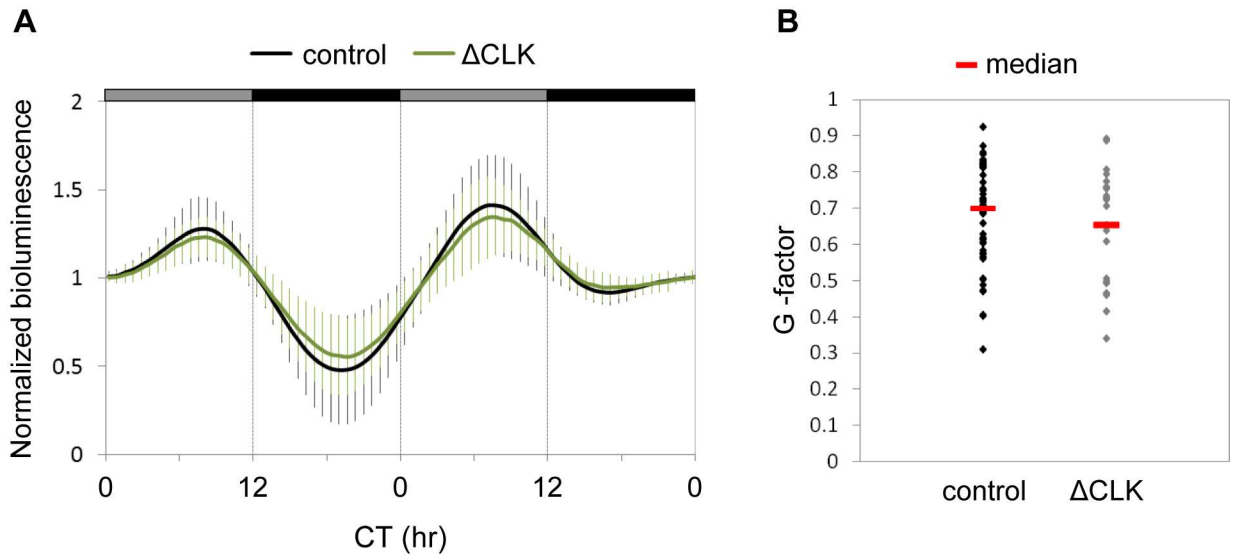 A
control ΔCLK
Normalized bioluminescence
2
1.5
1
0.5
0
0 12 0 12 0
CT (hr)
B
median
G -factor
1
0.9
0.8
0.7
0.6
0.5
0.4
0.3
0.2
0.1
0
control ΔCLK